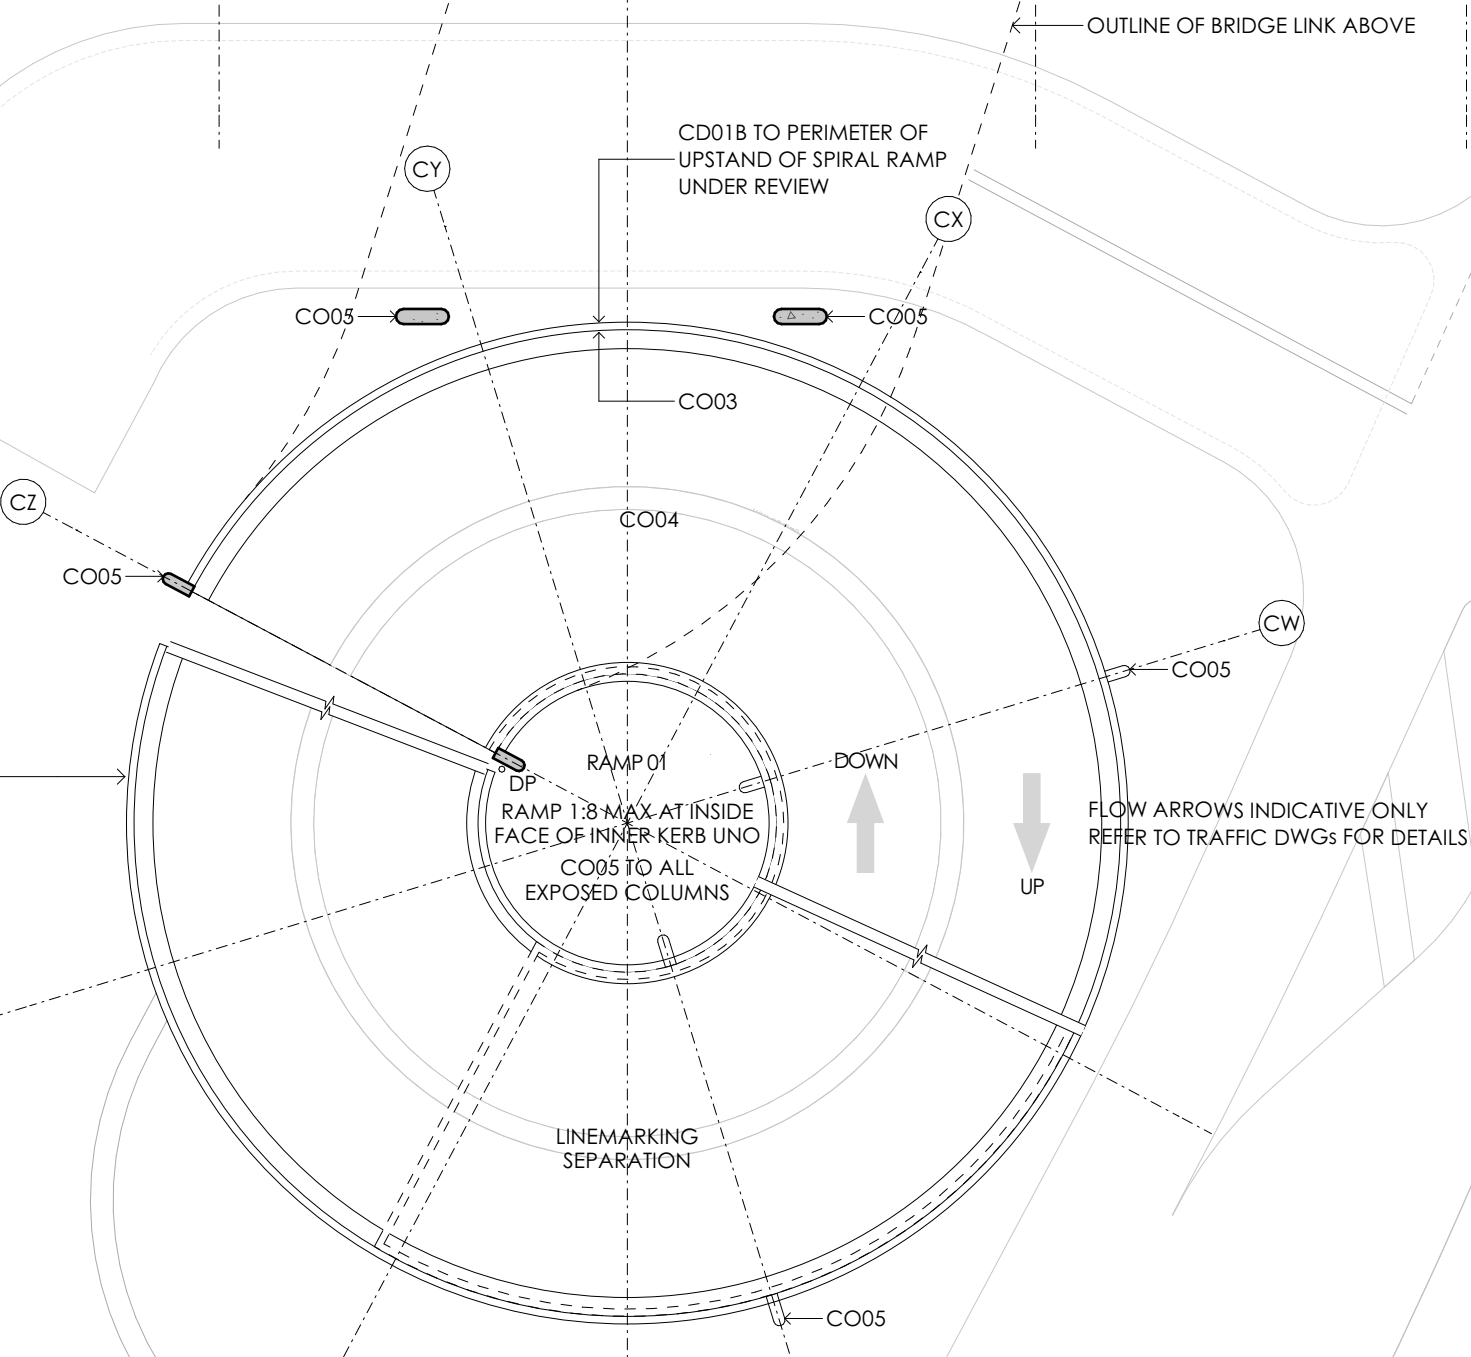 OUTLINE OF BRIDGE LINK ABOVE
CD01B TO PERIMETER OF
UPSTAND OF SPIRAL RAMP
UNDER REVIEW
CY
CX
CO05
CO05
CO03
CZ
CO04
CO05
CW
CO05
RAMP 01
DOWN
DP
RAMP 1:8 MAX AT INSIDE
FACE OF INNER KERB UNO
CO05 TO ALL
EXPOSED COLUMNS
FLOW ARROWS INDICATIVE ONLY
REFER TO TRAFFIC DWGs FOR DETAILS
UP
LINEMARKING
SEPARATION
CO05